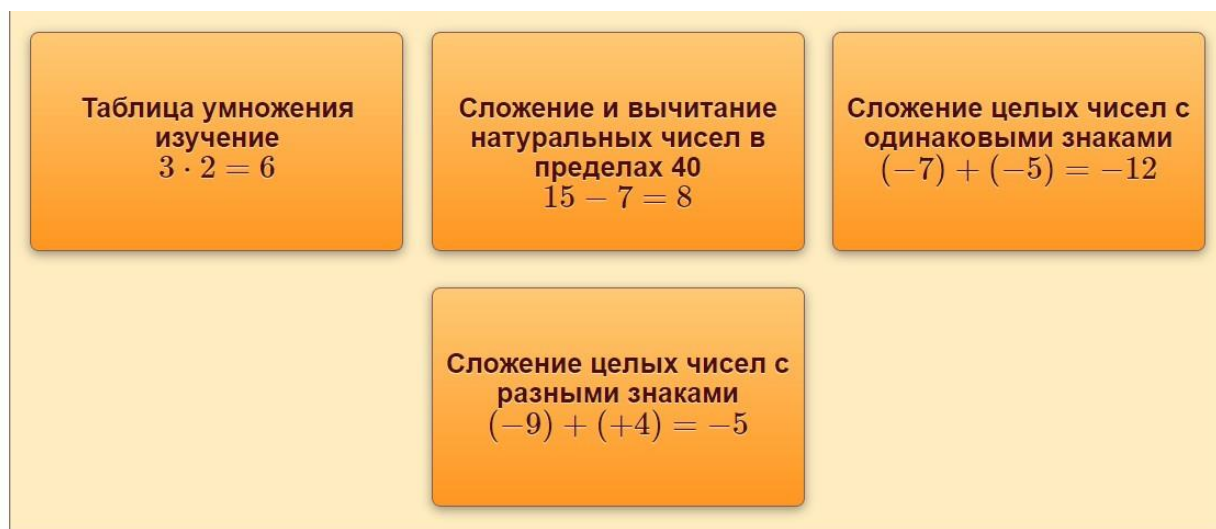 Таблица умножения
изучение
3 · 2 = 6
Сложение и вычитание
натуральных чисел в
пределах 40
15 − 7 = 8
Сложение целых чисел с
одинаковыми знаками
(−7) + (−5) = −12
Сложение целых чисел с
разными знаками
(−9) + (+4) = −5